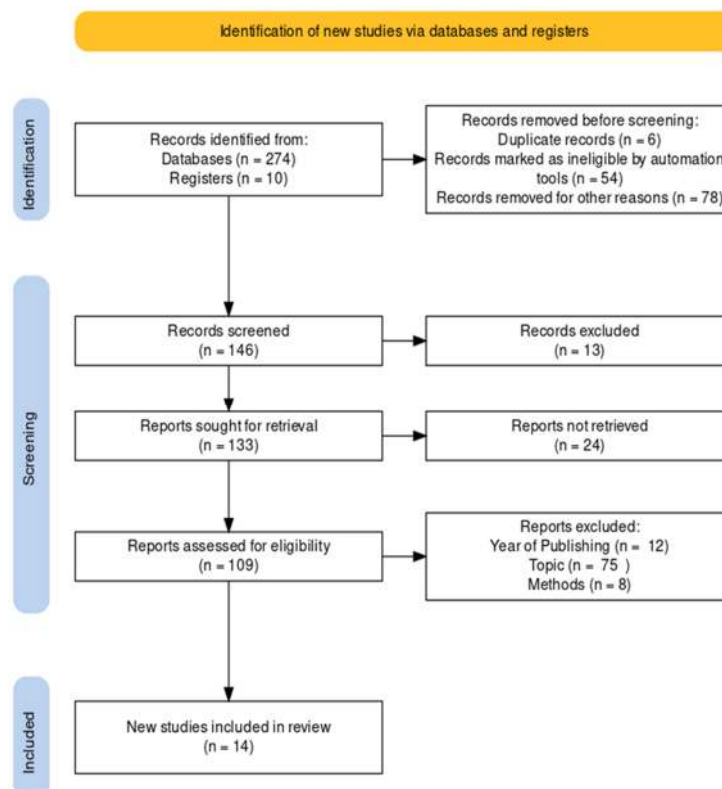 Identification of new studies via databases and registers
Identification
Records identified from:
Databases (n = 274)
Registers (n = 10)
Records removed before screening:
Duplicate records (n = 6)
Records marked as ineligible by automation
tools (n = 54)
Records removed for other reasons (n = 78)
Screening
Records screened
(n = 146)
Records excluded
(n = 13)
Reports sought for retrieval
(n = 133)
Reports not retrieved
(n = 24)
Reports assessed for eligibility
(n = 109)
Reports excluded:
Year of Publishing (n = 12)
Topic (n = 75 )
Methods (n = 8)
Included
New studies included in review
(n = 14)